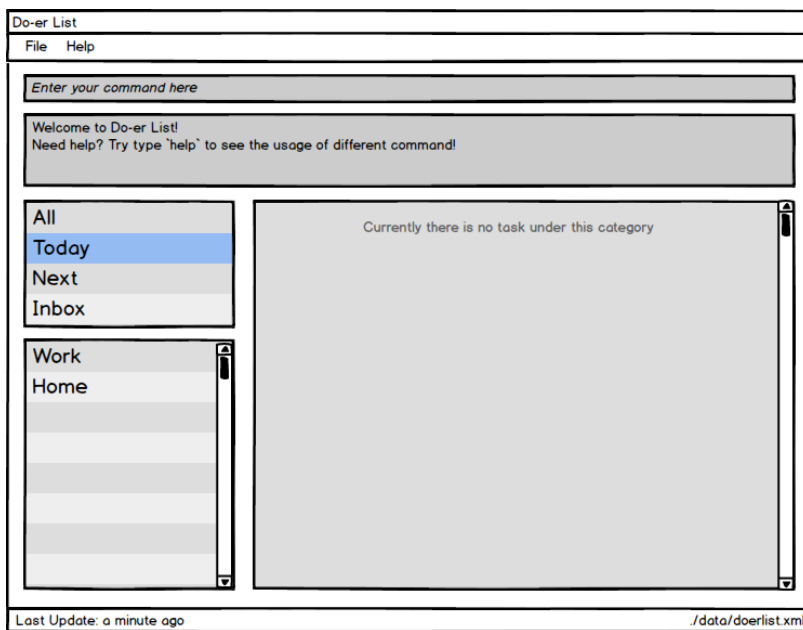 Do-er List
File Help
Enter your command here
Welcome to Do-er List!
Need help? Try type `help` to see the usage of different command!
All
Today
Next
Inbox
Currently there is no task under this category
Work
Home
Last Update: a minute ago
./data/doerlist.xml